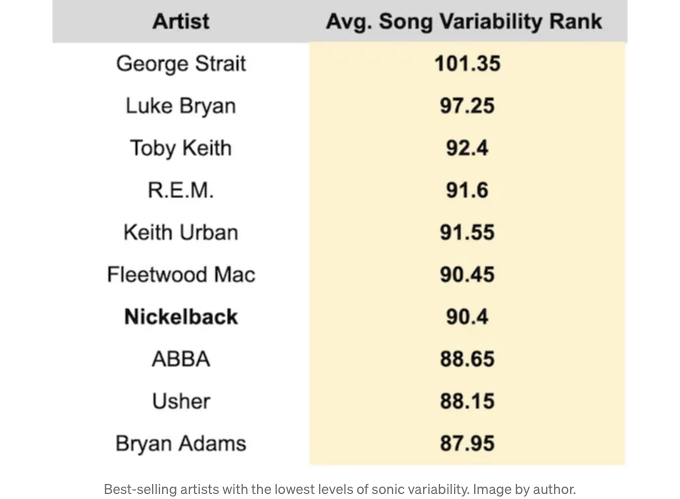 Artist Avg. Song Variability Rank
George Strait 101.35
Luke Bryan 97.25
Toby Keith 92.4
R.E.M. 91.6
Keith Urban 91.55
Fleetwood Mac 90.45
Nickelback 90.4
ABBA 88.65
Usher 88.15
Bryan Adams 87.95
Best-selling artists with the lowest levels of sonic variability. Image by author.